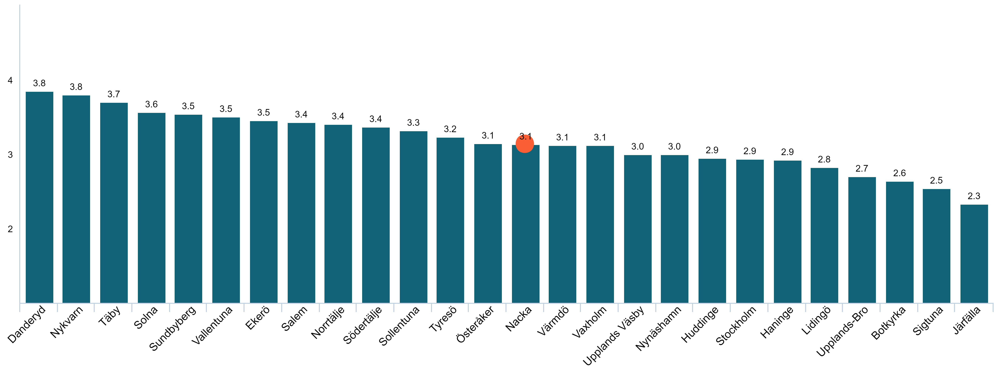 4
3
2
3.8
3.8
3.7
3.6
3.5
3.5
3.5
3.4
3.4
3.4
3.3
3.2
3.1
3.1
3.1
3.1
3.0
3.0
2.9
2.9
2.9
2.8
2.7
2.6
2.5
2.3
Danderyd
Nykvarn
Täby
Solna
Sundbyberg
Vallentuna
Ekerö
Salem
Norrtälje
Södertälje
Sollentuna
Tyresö
Österåker
Nacka
Värmdö
Vaxholm
Upplands Väsby
Nynäshamn
Huddinge
Stockholm
Haninge
Lidingö
Upplands-Bro
Botkyrka
Sigtuna
Järfälla